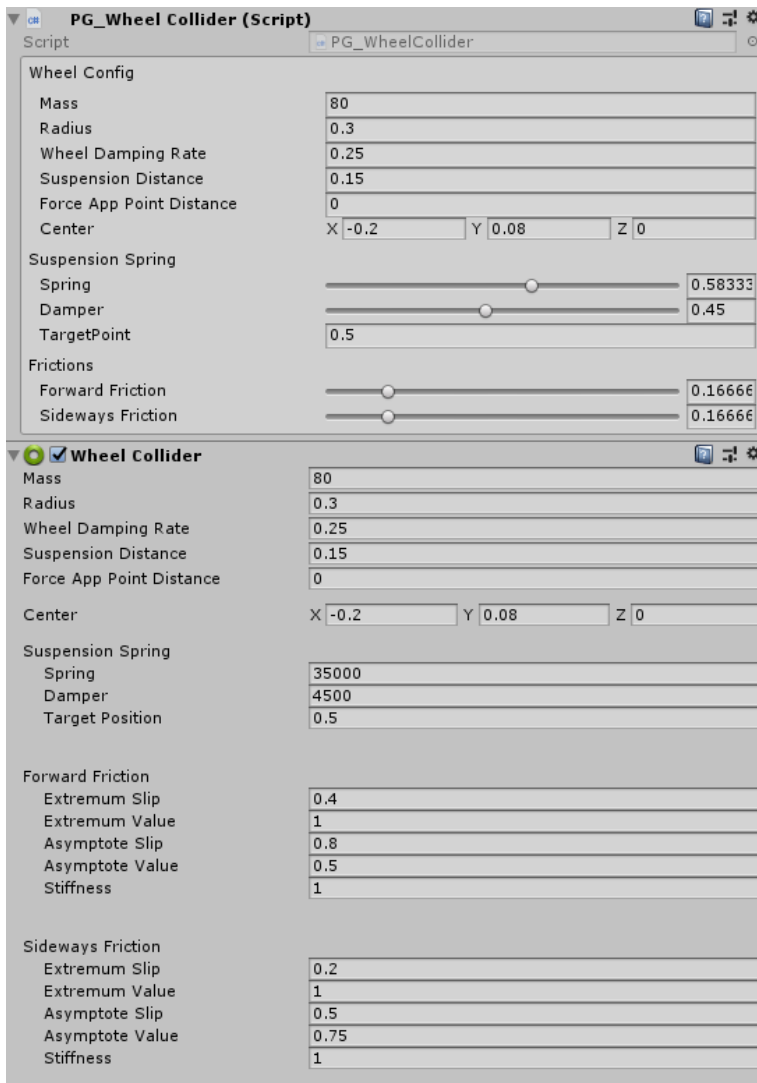 PG_Wheel Collider (Script)
Script PG_WheelCollider
Wheel Config
Mass 80
Radius 0.3
Wheel Damping Rate 0.25
Suspension Distance 0.15
Force App Point Distance 0
Center X -0.2 Y 0.08 Z 0
Suspension Spring
Spring 0.58333
Damper 0.45
TargetPoint 0.5
Frictions
Forward Friction 0.16666
Sideways Friction 0.16666
Wheel Collider
Mass 80
Radius 0.3
Wheel Damping Rate 0.25
Suspension Distance 0.15
Force App Point Distance 0
Center X -0.2 Y 0.08 Z 0
Suspension Spring
Spring 35000
Damper 4500
Target Position 0.5
Forward Friction
Extremum Slip 0.4
Extremum Value 1
Asymptote Slip 0.8
Asymptote Value 0.5
Stiffness 1
Sideways Friction
Extremum Slip 0.2
Extremum Value 1
Asymptote Slip 0.5
Asymptote Value 0.75
Stiffness 1